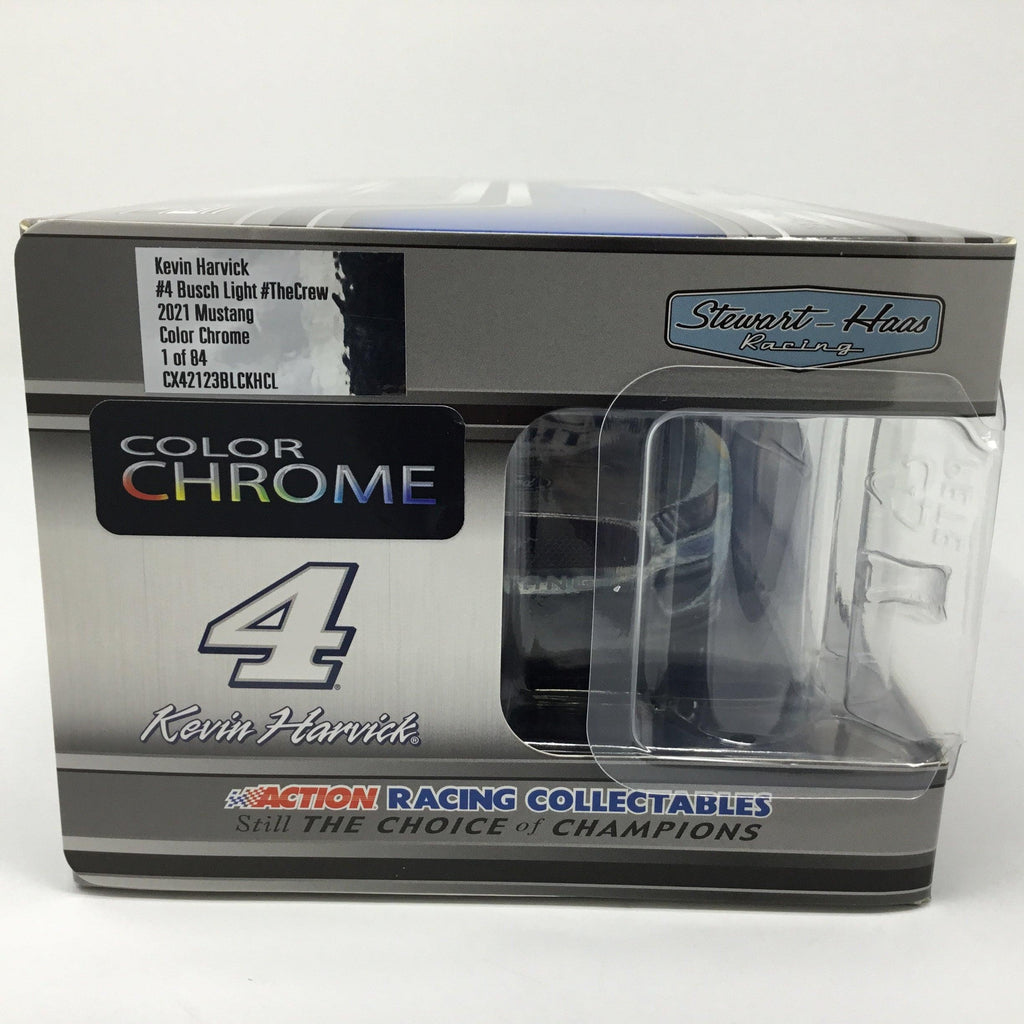 Kevin Harvick
#4 Busch Light #TheCrew
2021 Mustang
Color Chrome
1 of 84
CX42123BLCKHCL
Stewart-Haas
Racing
COLOR
CHROME
4
Kevin Harvick®
ACTION RACING COLLECTABLES
Still THE CHOICE of CHAMPIONS